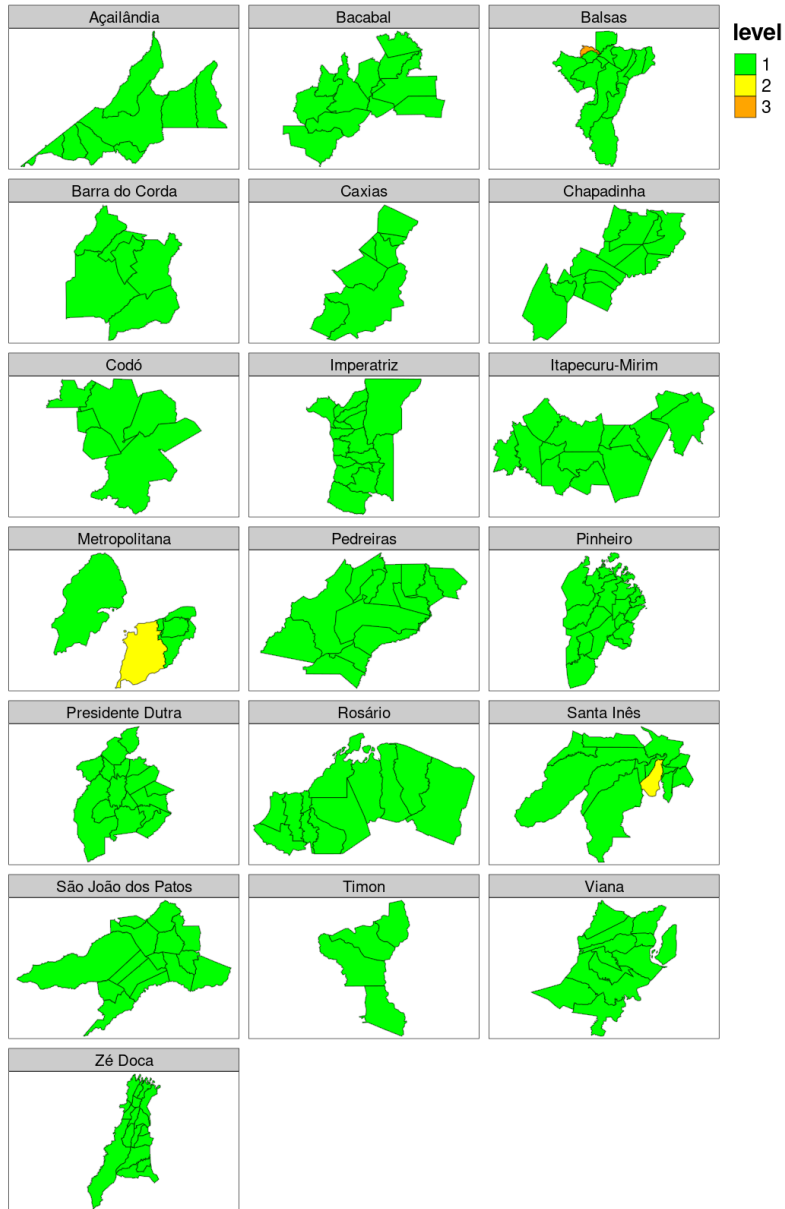 Açailândia
Bacabal
Balsas
level
1
2
3
Barra do Corda
Caxias
Chapadinha
Codó
Imperatriz
Itapecuru-Mirim
Metropolitana
Pedreiras
Pinheiro
Presidente Dutra
Rosário
Santa Inês
São João dos Patos
Timon
Viana
Zé Doca